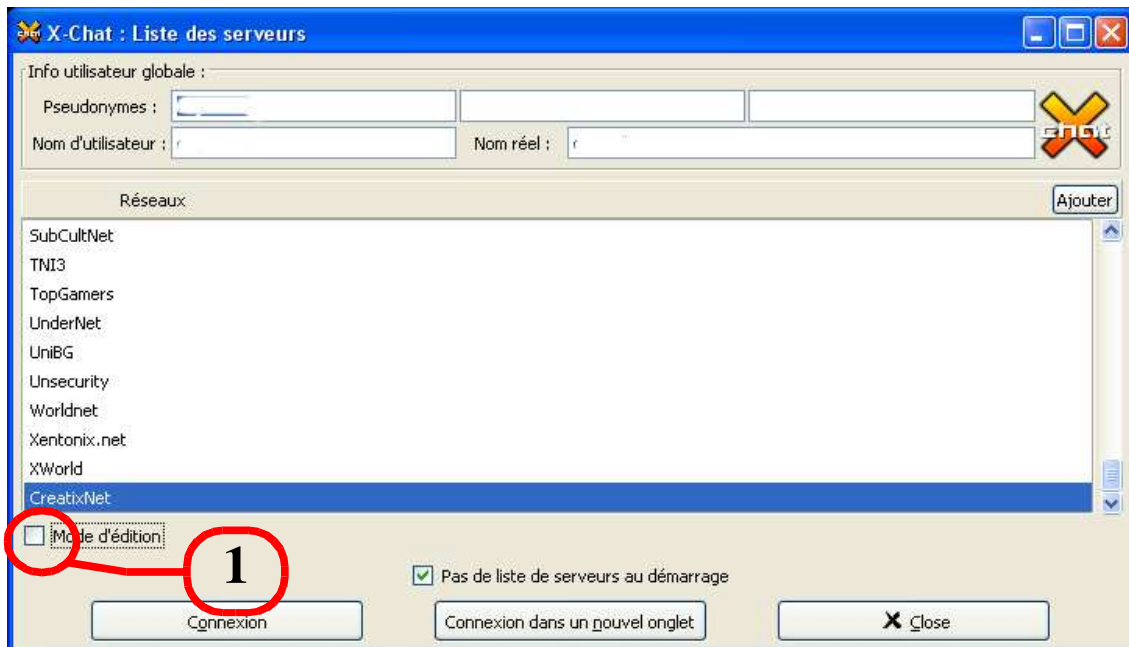 X-Chat : Liste des serveurs
Info utilisateur globale :
Pseudonymes :
Nom d'utilisateur :
Nom réel :
chat
Réseaux
Ajouter
SubCultNet
TNI3
TopGamers
UnderNet
UniBG
Unsecurity
Worldnet
Xentonix.net
XWorld
CreatixNet
Mode d'édition
1
Pas de liste de serveurs au démarrage
Connexion
Connexion dans un nouvel onglet
Close